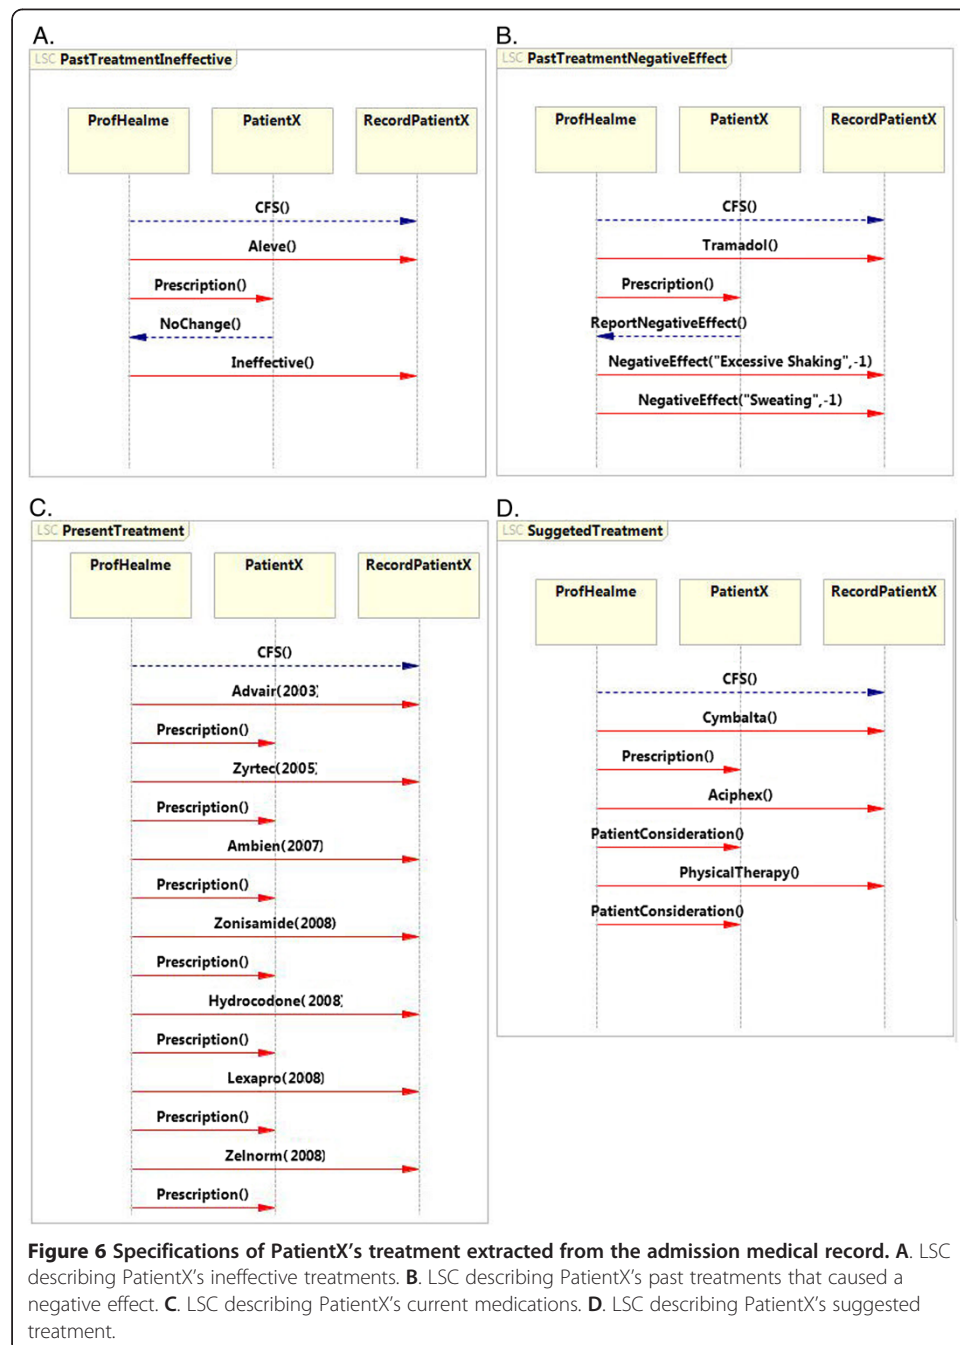 A.
LSC PastTreatmentIneffective
ProfHealme PatientX RecordPatientX
CFS()
Aleve()
Prescription()
NoChange()
Ineffective()
B.
LSC PastTreatmentNegativeEffect
ProfHealme PatientX RecordPatientX
CFS()
Tramadol()
Prescription()
ReportNegativeEffect()
NegativeEffect("Excessive Shaking",-1)
NegativeEffect("Sweating",-1)
C.
LSC PresentTreatment
ProfHealme PatientX RecordPatientX
CFS()
Advair(2003)
Prescription()
Zyrtec(2005)
Prescription()
Ambien(2007)
Prescription()
Zonisamide(2008)
Prescription()
Hydrocodone(2008)
Prescription()
Lexapro(2008)
Prescription()
Zelnorm(2008)
Prescription()
D.
LSC SuggetedTreatment
ProfHealme PatientX RecordPatientX
CFS()
Cymbalta()
Prescription()
Aciphex()
PatientConsideration()
PhysicalTherapy()
PatientConsideration()
Figure 6 Specifications of PatientX's treatment extracted from the admission medical record. A. LSC
describing PatientX's ineffective treatments. B. LSC describing PatientX's past treatments that caused a
negative effect. C. LSC describing PatientX's current medications. D. LSC describing PatientX's suggested
treatment.